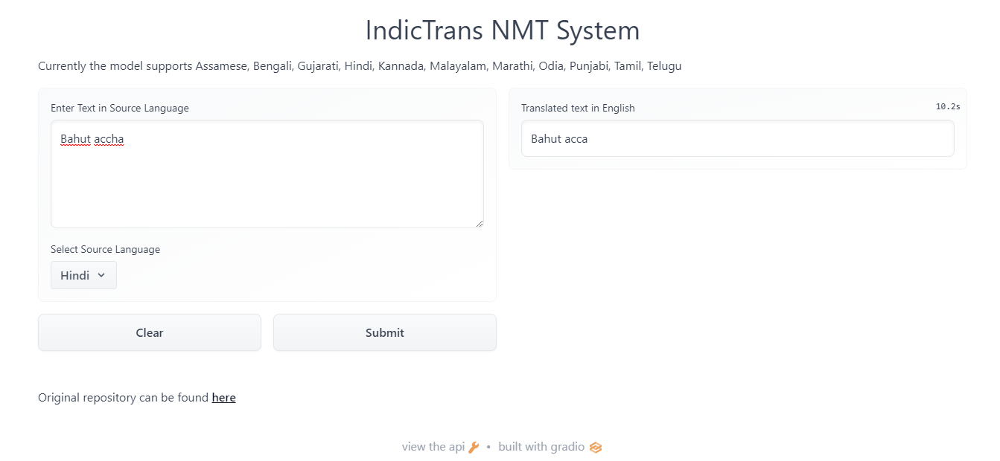 IndicTrans NMT System
Currently the model supports Assamese, Bengali, Gujarati, Hindi, Kannada, Malayalam, Marathi, Odia, Punjabi, Tamil, Telugu
Enter Text in Source Language
Bahut accha
Select Source Language
Hindi
Clear
Submit
Translated text in English
10.2s
Bahut acca
Original repository can be found here
view the api • built with gradio